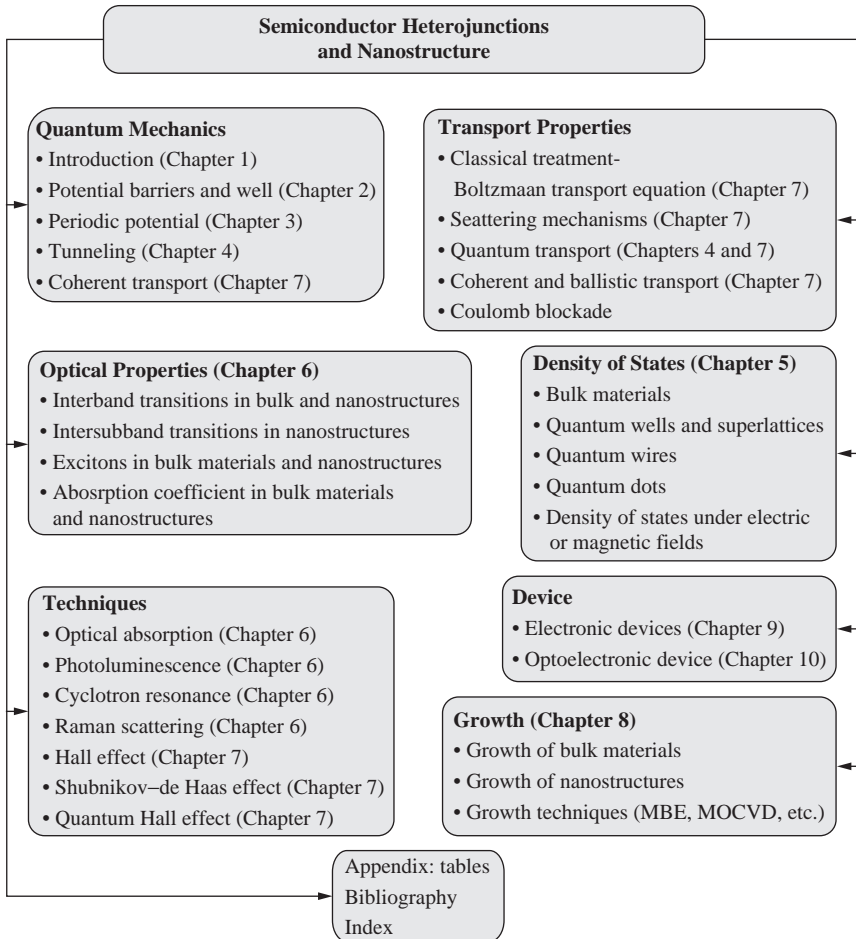 Semiconductor Heterojunctions
and Nanostructure
Quantum Mechanics
• Introduction (Chapter 1)
• Potential barriers and well (Chapter 2)
• Periodic potential (Chapter 3)
• Tunneling (Chapter 4)
• Coherent transport (Chapter 7)
Transport Properties
• Classical treatment-
Boltzmaan transport equation (Chapter 7)
• Seattering mechanisms (Chapter 7)
• Quantum transport (Chapters 4 and 7)
• Coherent and ballistic transport (Chapter 7)
• Coulomb blockade
Optical Properties (Chapter 6)
• Interband transitions in bulk and nanostructures
• Intersubband transitions in nanostructures
• Excitons in bulk materials and nanostructures
• Abosrption coefficient in bulk materials
and nanostructures
Density of States (Chapter 5)
• Bulk materials
• Quantum wells and superlattices
• Quantum wires
• Quantum dots
• Density of states under electric
or magnetic fields
Techniques
• Optical absorption (Chapter 6)
• Photoluminescence (Chapter 6)
• Cyclotron resonance (Chapter 6)
• Raman scattering (Chapter 6)
• Hall effect (Chapter 7)
• Shubnikov–de Haas effect (Chapter 7)
• Quantum Hall effect (Chapter 7)
Device
• Electronic devices (Chapter 9)
• Optoelectronic device (Chapter 10)
Growth (Chapter 8)
• Growth of bulk materials
• Growth of nanostructures
• Growth techniques (MBE, MOCVD, etc.)
Appendix: tables
Bibliography
Index